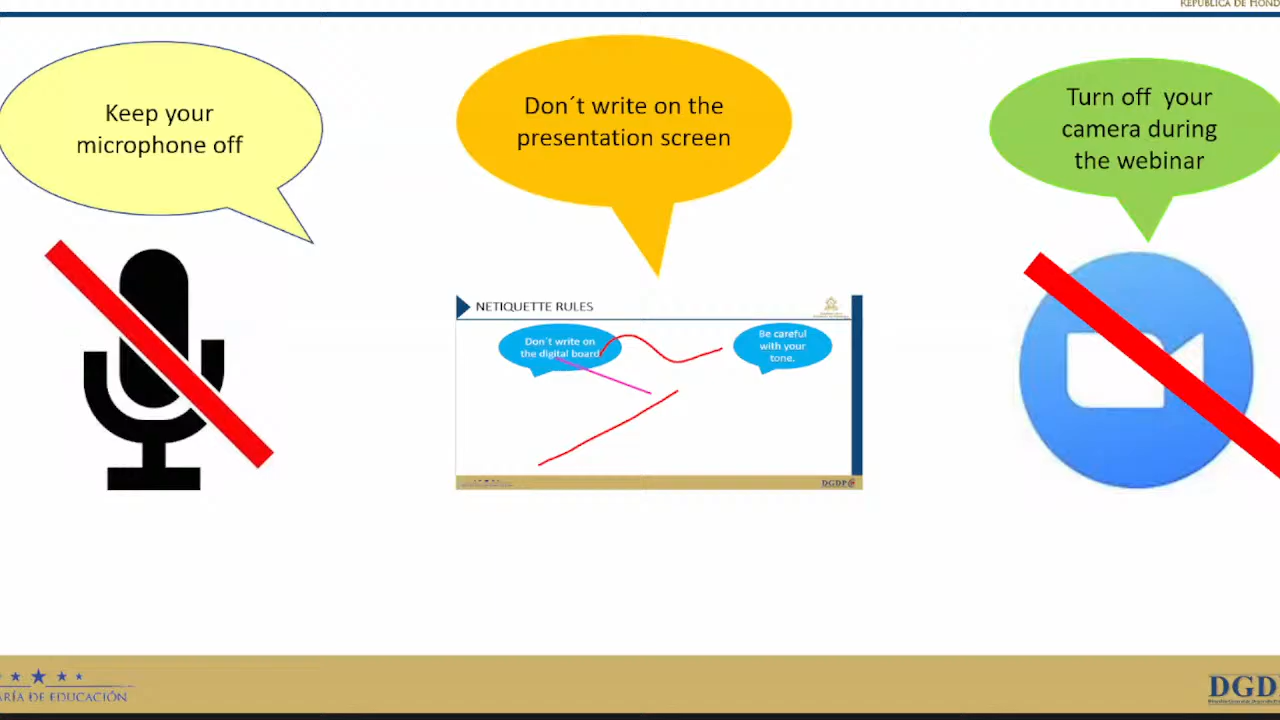 REPÚBLICA DE HOND
Keep your
microphone off
Don´t write on the
presentation screen
Turn off your
camera during
the webinar
NETIQUETTE RULES
Don´t write on
the digital board
Be careful
with your
tone.
DGDP
ARÍA DE EDUCACIÓN
DGDP